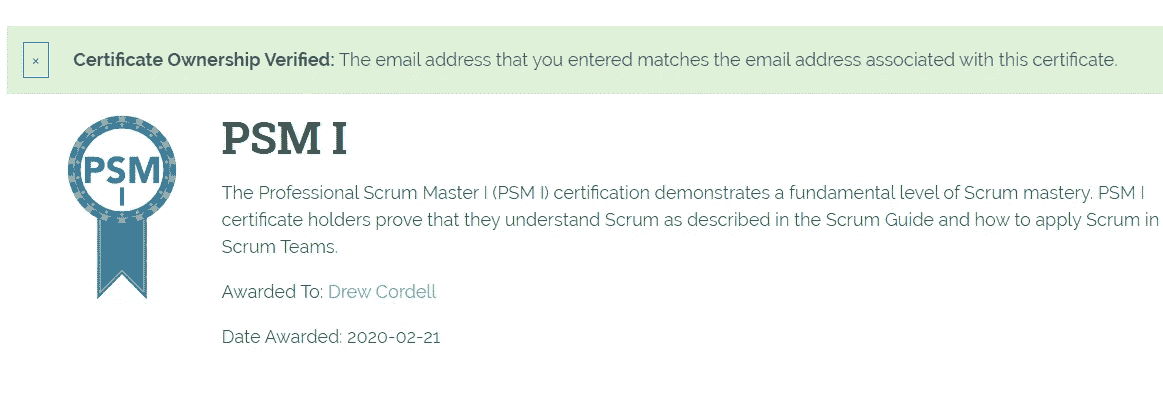 ×
Certificate Ownership Verified: The email address that you entered matches the email address associated with this certificate.
PSM
I
PSM I
The Professional Scrum Master I (PSM I) certification demonstrates a fundamental level of Scrum mastery. PSM I
certificate holders prove that they understand Scrum as described in the Scrum Guide and how to apply Scrum in
Scrum Teams.
Awarded To: Drew Cordell
Date Awarded: 2020-02-21